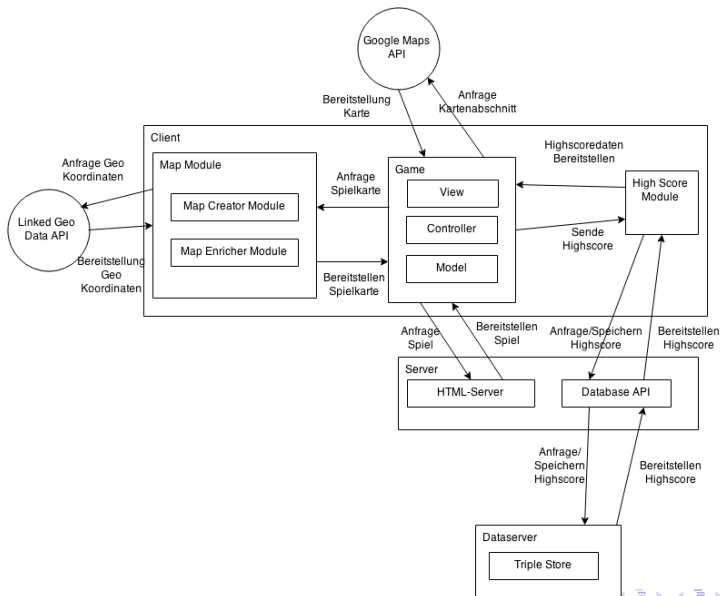 Google Maps
API
Bereitstellung
Karte
Anfrage
Kartenabschnitt
Client
Map Module
Map Creator Module
Map Enricher Module
Anfrage Geo
Koordinaten
Linked Geo
Data API
Bereitstellung
Geo
Koordinaten
Anfrage
Spielkarte
Bereitstellen
Spielkarte
Game
View
Controller
Model
Highscoredaten
Bereitstellen
High Score
Module
Sende
Highscore
Anfrage
Spiel
Bereitstellen
Spiel
Anfrage/Speichern
Highscore
Bereitstellen
Highscore
Server
HTML-Server
Database API
Anfrage/
Speichern
Highscore
Bereitstellen
Highscore
Dataserver
Triple Store